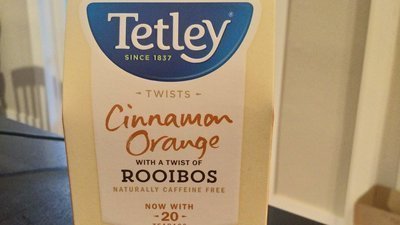 Tetley
SINCE 1837
TWISTS
Cinnamon
Orange
WITH A TWIST OF
ROOIBOS
NATURALLY CAFFEINE FREE
NOW WITH
20